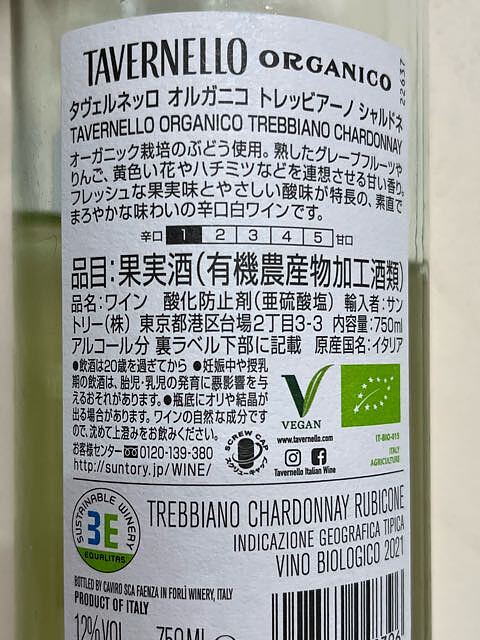 TAVERNELLO ORGANICO
22637
タヴェルネッロ オルガニコ トレッビアーノ シャルドネ
TAVERNELLO ORGANICO TREBBIANO CHARDONNAY
オーガニック栽培のぶどう使用。熟したグレープフルーツや
りんご、黄色い花やハチミツなどを連想させる甘い香り。
フレッシュな果実味とやさしい酸味が特長の、素直で
まろやかな味わいの辛口白ワインです。
辛口 1 2 3 4 5 甘口
品目:果実酒(有機農産物加工酒類)
品名:ワイン 酸化防止剤(亜硫酸塩) 輸入者:サン
トリー(株) 東京都港区台場2丁目3-3 内容量:750ml
アルコール分 裏ラベル下部に記載 原産国名:イタリア
●飲酒は20歳を過ぎてから ●妊娠中や授乳
期の飲酒は、胎児・乳児の発育に悪影響を与
えるおそれがあります。●瓶底にオリや結晶が
出る場合があります。ワインの自然な成分です
ので、沈めて上澄みをお飲みください。
お客様センター 0120-139-380
http://suntory.jp/WINE/
SCREW CAP
スクリューキャップ
VEGAN
www.tavernello.com
Tavernello Italian Wine
IT-BIO-015
ITALY
AGRICULTURE
SUSTAINABLE WINERY
3E
EQUALITAS
TREBBIANO CHARDONNAY RUBICONE
INDICAZIONE GEOGRAFICA TIPICA
VINO BIOLOGICO 2021
BOTTLED BY CAVIRO SCA FAENZA IN FORLÌ WINERY, ITALY
PRODUCT OF ITALY
12% VOL 750 ML